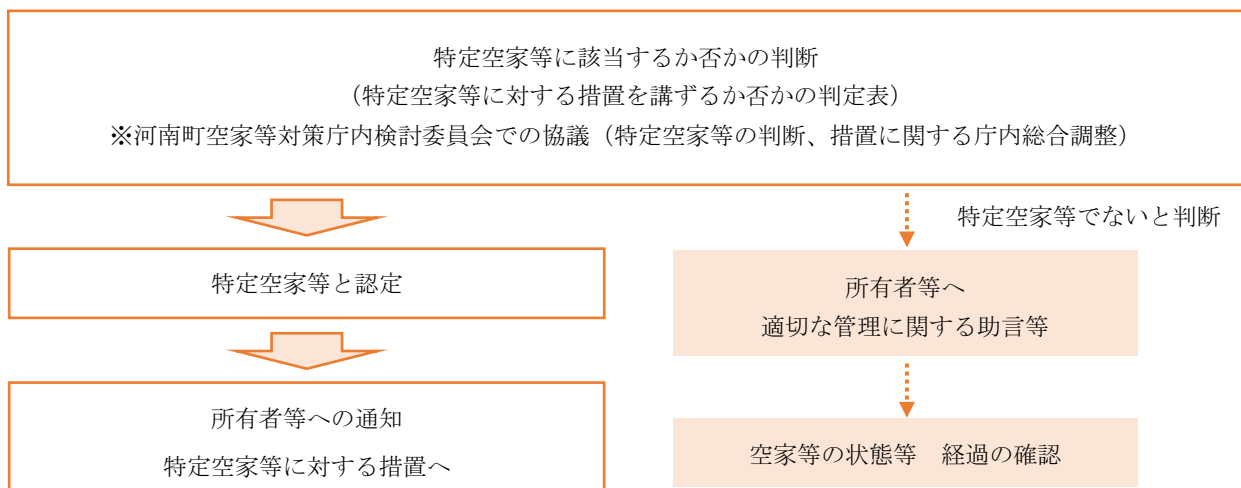 特定空家等に該当するか否かの判断
（特定空家等に対する措置を講ずるか否かの判定表）
※河南町空家等対策庁内検討委員会での協議（特定空家等の判断、措置に関する庁内総合調整）
特定空家等でないと判断
特定空家等と認定
所有者等へ
適切な管理に関する助言等
所有者等への通知
特定空家等に対する措置へ
空家等の状態等　経過の確認